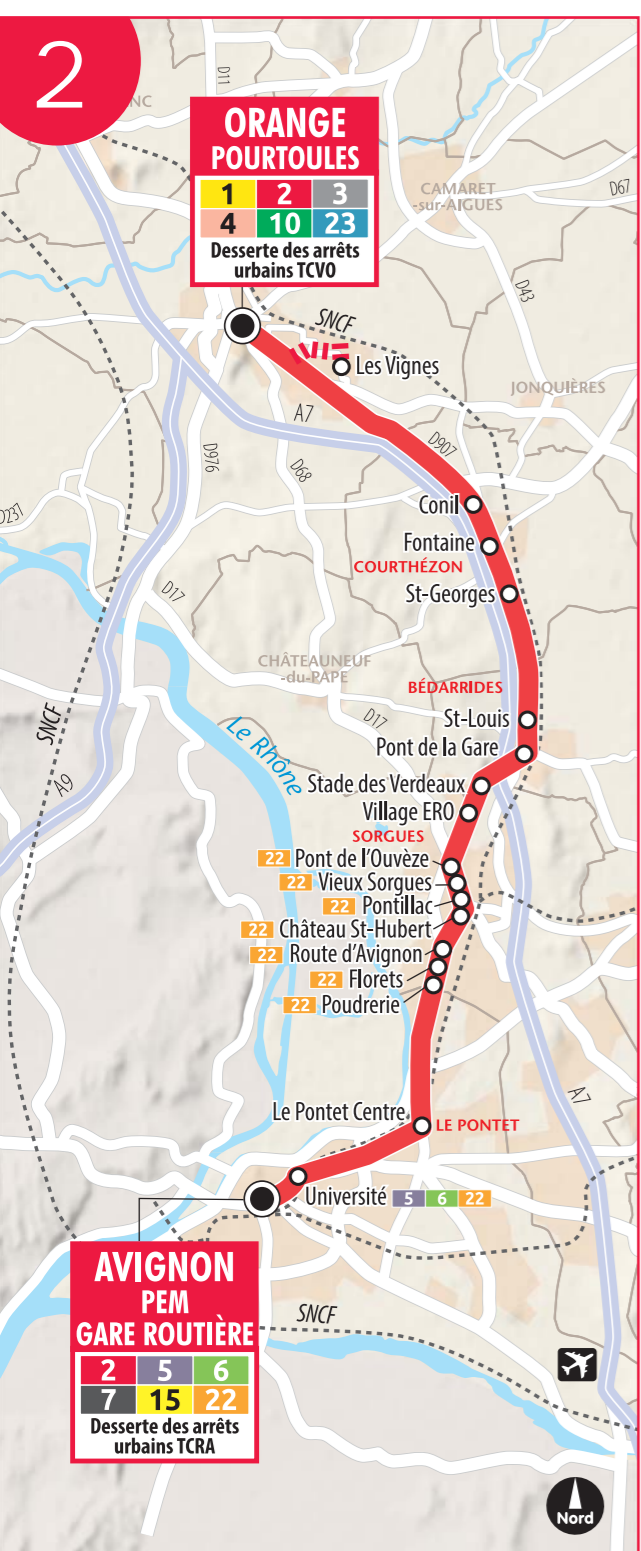 2
NC
D11
ORANGE
POURTOULES
1 2 3
4 10 23
Desserte des arrêts
urbains TCVO
CAMARET
-sur-AIGUES
D67
D43
SNCF
Les Vignes
JONQUIÈRES
A7
D907
D976
D68
D237
Conil
Fontaine
COURTHÉZON
St-Georges
D17
CHÂTEAUNEUF
-du-PAPE
BÉDARRIDES
D17
St-Louis
Pont de la Gare
SNCF
A9
Le Rhône
Stade des Verdeaux
Village ERO
SORGUES
22 Pont de l'Ouvèze
22 Vieux Sorgues
22 Pontillac
22 Château St-Hubert
22 Route d'Avignon
22 Florets
22 Poudrerie
A7
Le Pontet Centre
LE PONTET
Université 5 6 22
AVIGNON
PEM
GARE ROUTIÈRE
2 5 6
7 15 22
Desserte des arrêts
urbains TCRA
SNCF
Nord